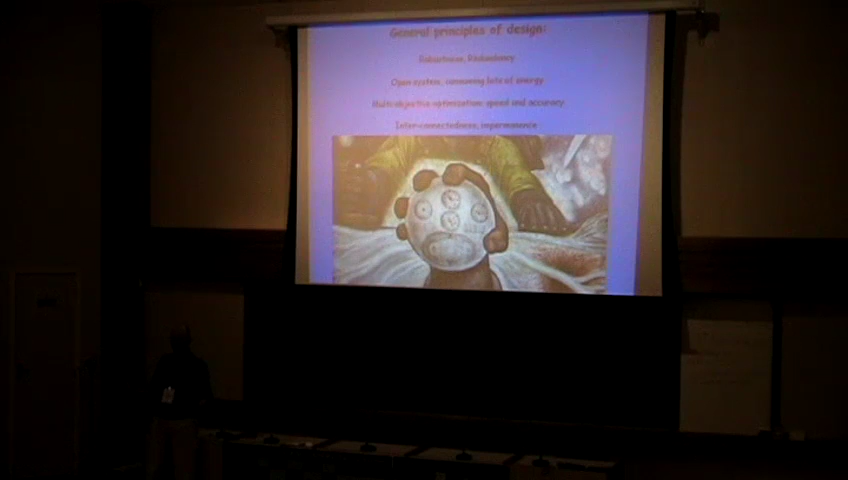 General principles of design:
Robustness, Redundancy
Open system, consuming lots of energy
Multi-objective optimization: speed and accuracy
Inter-connectedness, impermanence